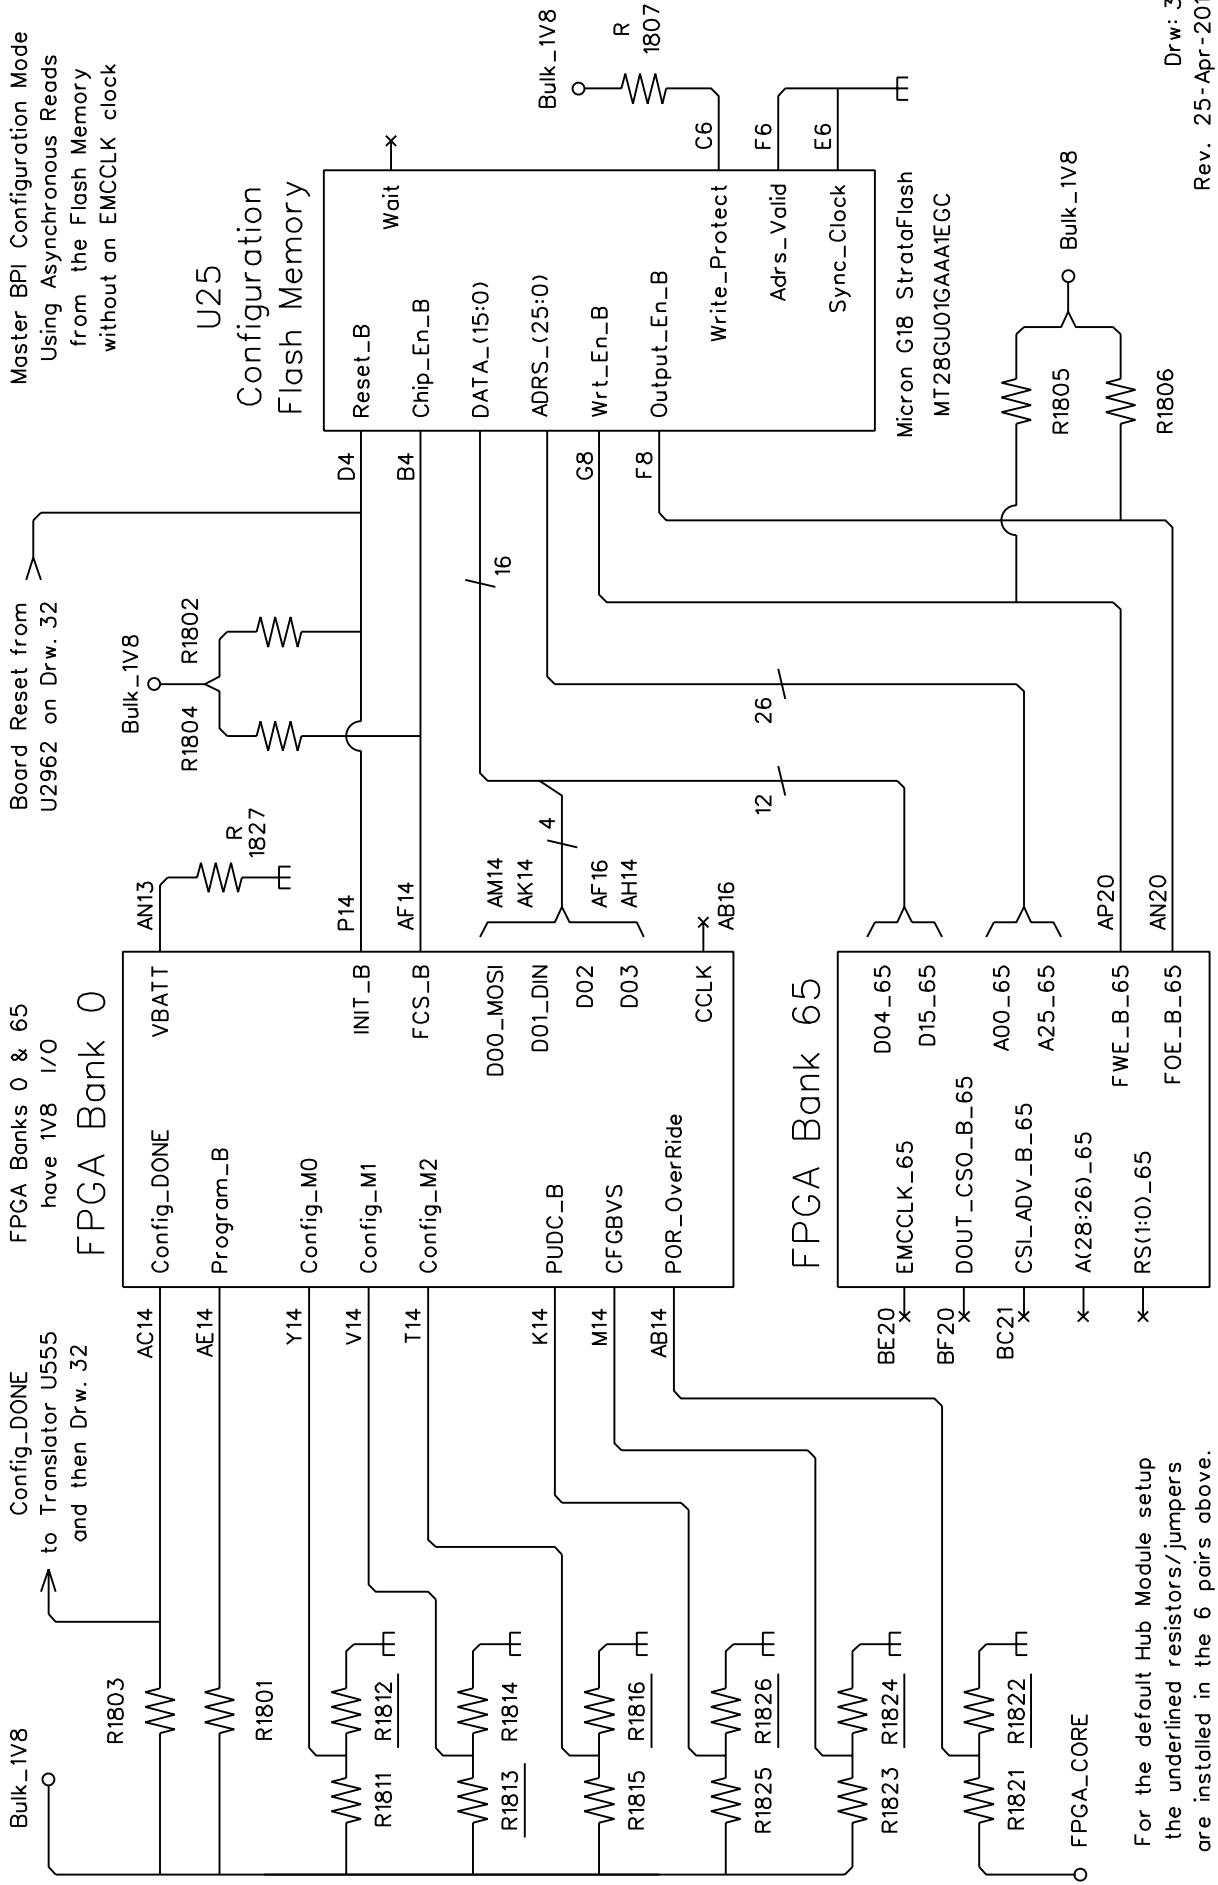 Bulk_1V8
R1803
R1801
Config_DONE
to Translator U555
and then Drw. 32
FPGA Banks 0 & 65
have 1V8 I/O
FPGA Bank 0
Board Reset from
U2962 on Drw. 32
Master BPI Configuration Mode
Using Asynchronous Reads
from the Flash Memory
without an EMCCLK clock
AC14
Config_DONE
AE14
Program_B
Y14
Config_M0
V14
Config_M1
T14
Config_M2
K14
PUDC_B
M14
CFGBVS
AB14
POR_OverRide
VBATT
AN13
R
1827
INIT_B
P14
FCS_B
AF14
D00_MOSI
AM14
D01_DIN
AK14
D02
AF16
D03
AH14
CCLK
AB16
Bulk_1V8
R1804
R1802
4
16
12
26
U25
Configuration
Flash Memory
D4
Reset_B
B4
Chip_En_B
DATA_(15:0)
ADRS_(25:0)
G8
Wrt_En_B
F8
Output_En_B
Wait
Write_Protect
C6
Adrs_Valid
F6
Sync_Clock
E6
Bulk_1V8
R
1807
Micron G18 StrataFlash
MT28GU01GAAA1EGC
R1811
R1812
R1813
R1814
R1815
R1816
R1825
R1826
R1823
R1824
R1821
R1822
FPGA_CORE
FPGA Bank 65
BE20
EMCCLK_65
BF20
DOUT_CSO_B_65
BC21
CSI_ADV_B_65
A(28:26)_65
RS(1:0)_65
D04_65
D15_65
A00_65
A25_65
FWE_B_65
AP20
FOE_B_65
AN20
R1805
R1806
Bulk_1V8
For the default Hub Module setup
the underlined resistors/jumpers
are installed in the 6 pairs above.
Drw: 3
Rev. 25-Apr-201